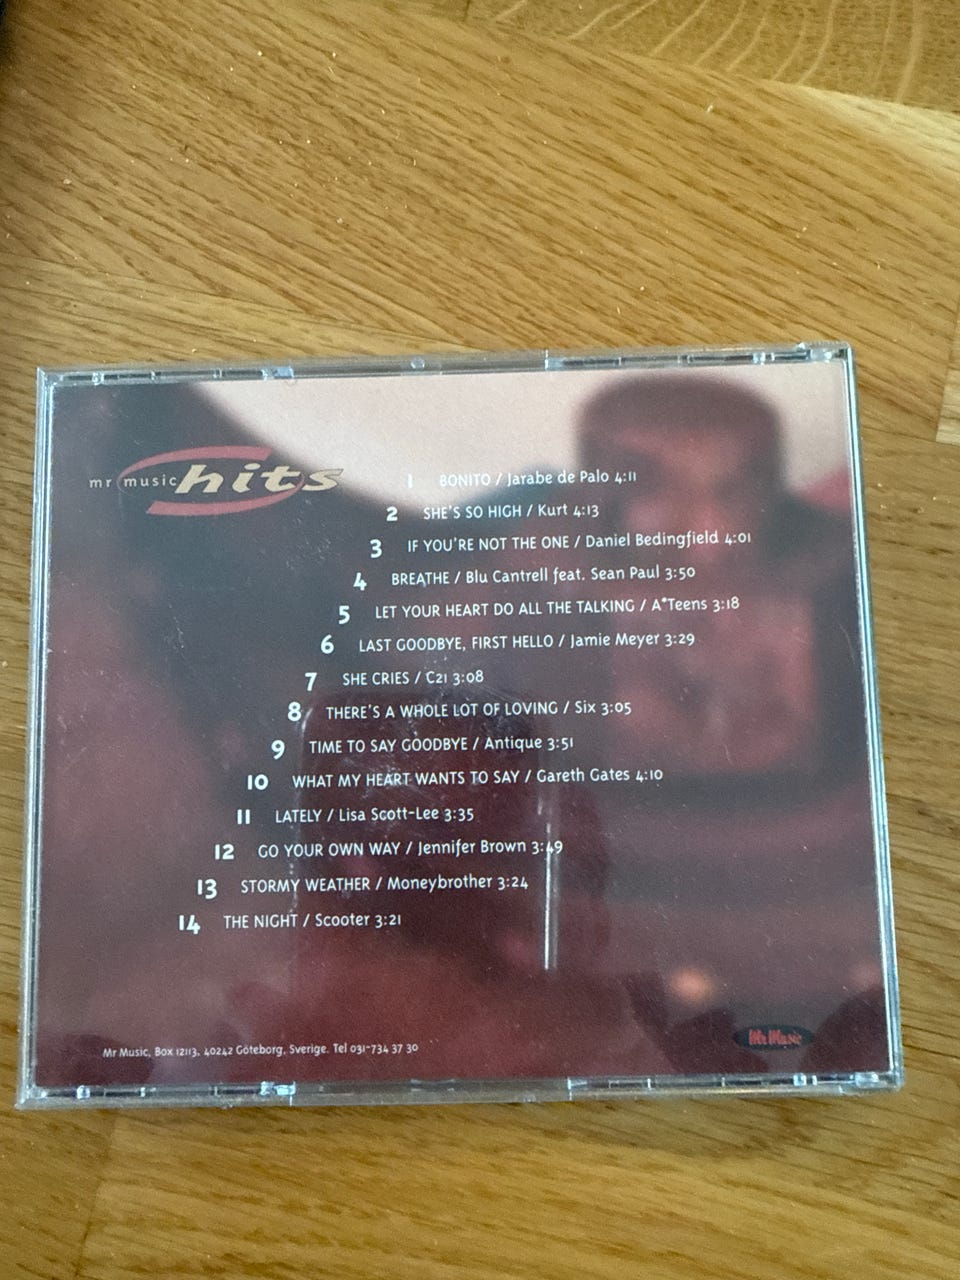 mr music hits
1 BONITO / Jarabe de Palo 4:11
2 SHE'S SO HIGH / Kurt 4:13
3 IF YOU'RE NOT THE ONE / Daniel Bedingfield 4:01
4 BREATHE / Blu Cantrell feat. Sean Paul 3:50
5 LET YOUR HEART DO ALL THE TALKING / A*Teens 3:18
6 LAST GOODBYE, FIRST HELLO / Jamie Meyer 3:29
7 SHE CRIES / C21 3:08
8 THERE'S A WHOLE LOT OF LOVING / Six 3:05
9 TIME TO SAY GOODBYE / Antique 3:51
10 WHAT MY HEART WANTS TO SAY / Gareth Gates 4:10
11 LATELY / Lisa Scott-Lee 3:35
12 GO YOUR OWN WAY / Jennifer Brown 3:49
13 STORMY WEATHER / Moneybrother 3:24
14 THE NIGHT / Scooter 3:21
Mr Music
Mr Music, Box 12113, 40242 Göteborg, Sverige. Tel 031-734 37 30